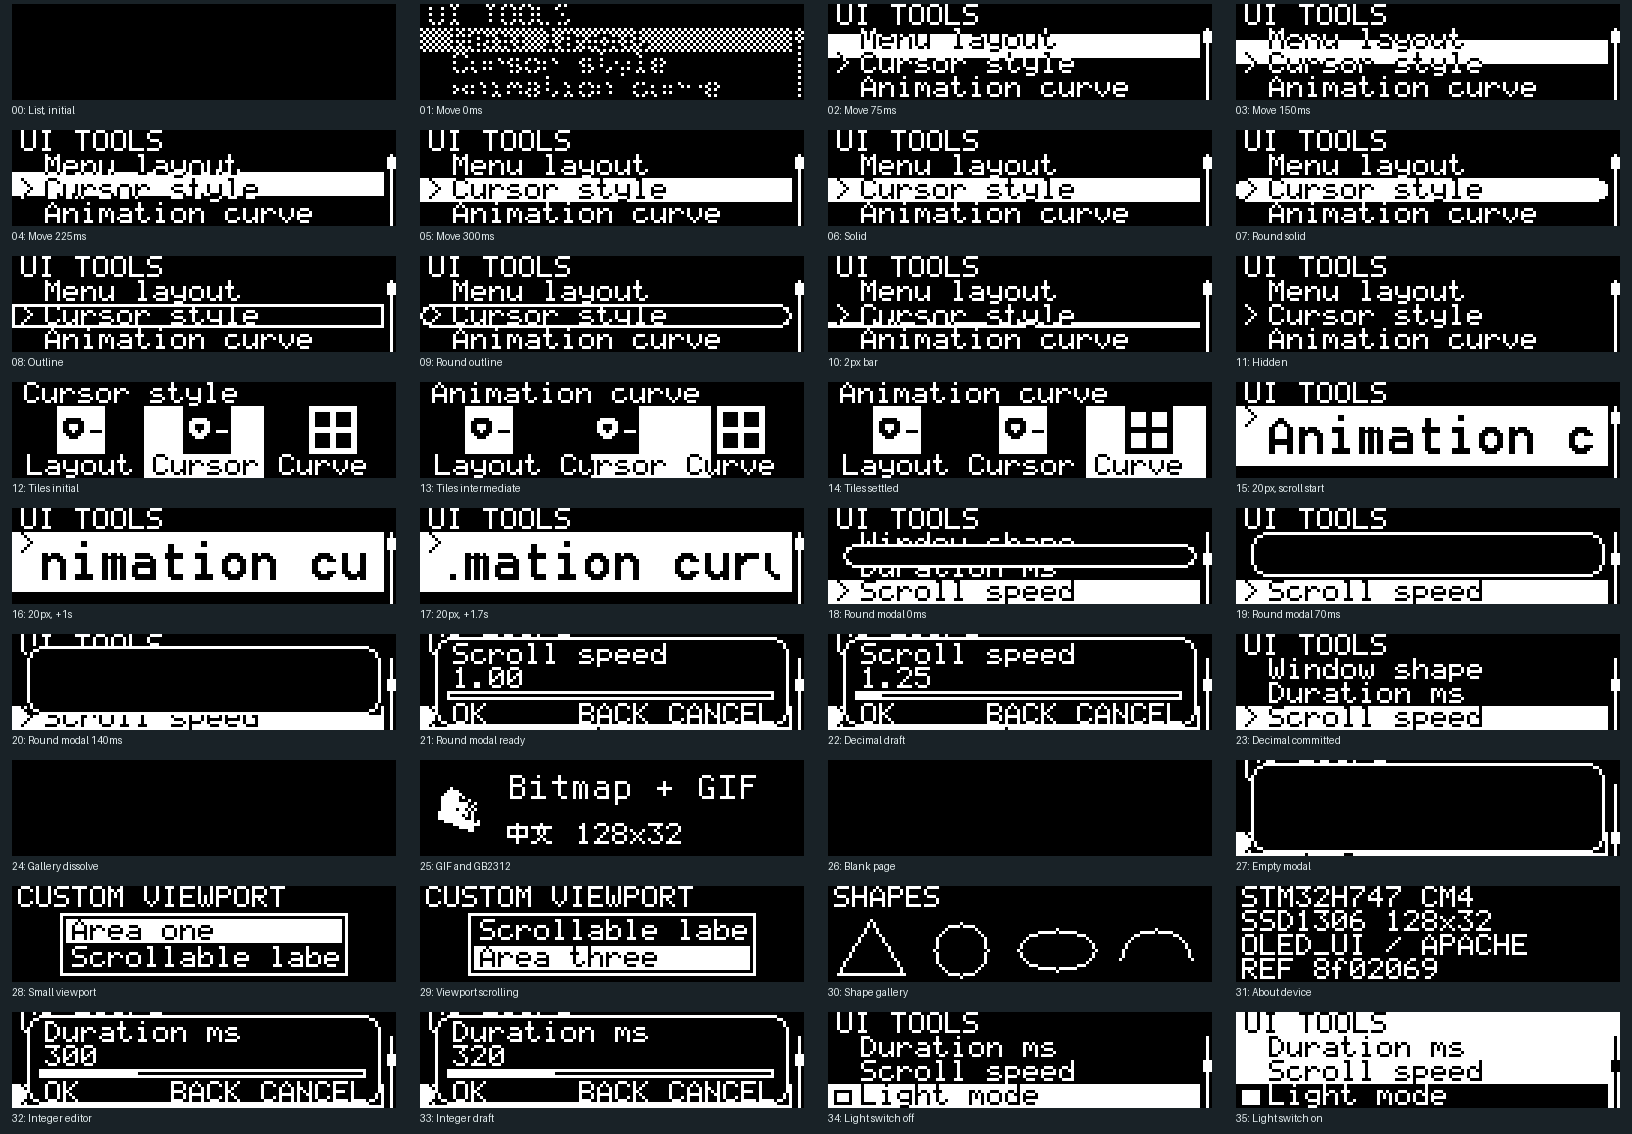 00: List, initial
UI TOOLS
Menu layout
Cursor style
Animation curve
01: Move 0ms
UI TOOLS
Menu layout
> Cursor style
Animation curve
02: Move 75ms
UI TOOLS
Menu layout
> Cursor style
Animation curve
03: Move 150ms
UI TOOLS
Menu layout
> Cursor style
Animation curve
04: Move 225ms
UI TOOLS
Menu layout
> Cursor style
Animation curve
05: Move 300ms
UI TOOLS
Menu layout
> Cursor style
Animation curve
06: Solid
UI TOOLS
Menu layout
> Cursor style
Animation curve
07: Round solid
UI TOOLS
Menu layout
> Cursor style
Animation curve
08: Outline
UI TOOLS
Menu layout
> Cursor style
Animation curve
09: Round outline
UI TOOLS
Menu layout
> Cursor style
Animation curve
10: 2px bar
UI TOOLS
Menu layout
> Cursor style
Animation curve
11: Hidden
Cursor style
Layout Cursor Curve
12: Tiles initial
Animation curve
Layout Cursor Curve
13: Tiles intermediate
Animation curve
Layout Cursor Curve
14: Tiles settled
UI TOOLS
> Animation c
15: 20px, scroll start
UI TOOLS
> nimation cu
16: 20px, +1s
UI TOOLS
> mation curv
17: 20px, +1.7s
UI TOOLS
Window shape
Duration ms
> Scroll speed
18: Round modal 0ms
UI TOOLS
> Scroll speed
19: Round modal 70ms
UI TOOLS
> Scroll speed
20: Round modal 140ms
Scroll speed
1.00
OK BACK CANCEL
21: Round modal ready
Scroll speed
1.25
OK BACK CANCEL
22: Decimal draft
UI TOOLS
Window shape
Duration ms
> Scroll speed
23: Decimal committed
24: Gallery dissolve
Bitmap + GIF
中文 128x32
25: GIF and GB2312
26: Blank page
27: Empty modal
CUSTOM VIEWPORT
Area one
Scrollable labe
28: Small viewport
CUSTOM VIEWPORT
Scrollable labe
Area three
29: Viewport scrolling
SHAPES
30: Shape gallery
STM32H747 CM4
SSD1306 128x32
OLED_UI / APACHE
REF 8f02069
31: About device
Duration ms
300
OK BACK CANCEL
32: Integer editor
Duration ms
320
OK BACK CANCEL
33: Integer draft
UI TOOLS
Duration ms
Scroll speed
Light mode
34: Light switch off
UI TOOLS
Duration ms
Scroll speed
Light mode
35: Light switch on